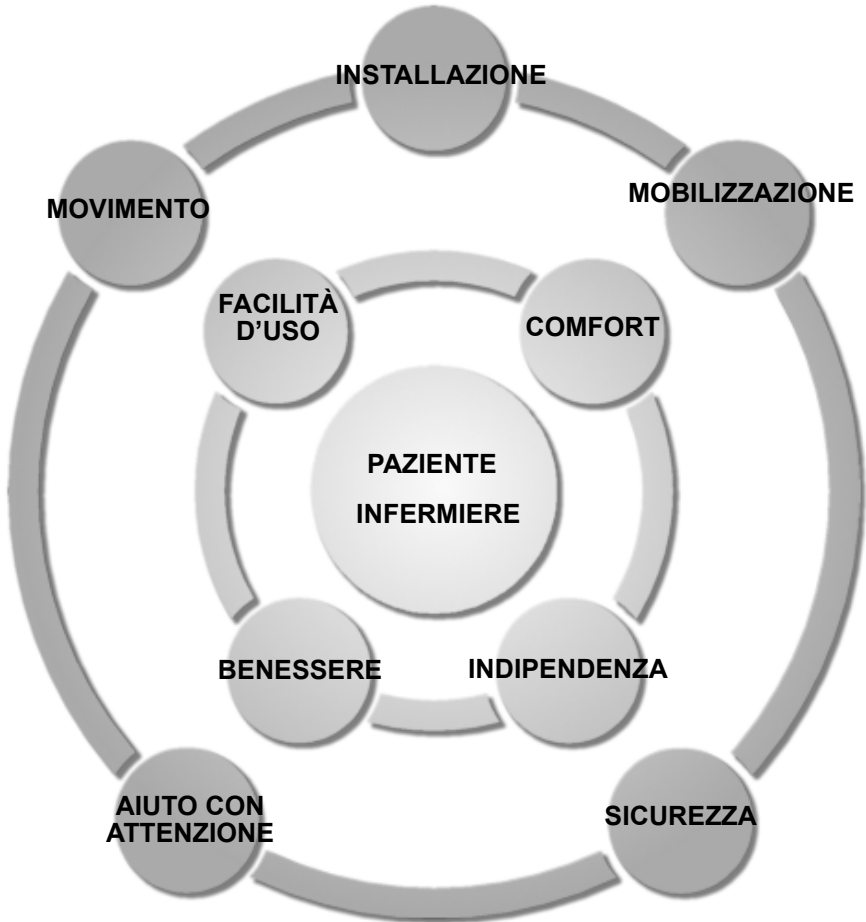 INSTALLAZIONE
MOVIMENTO
MOBILIZZAZIONE
FACILITÀ
D’USO
COMFORT
PAZIENTE
INFERMIERE
BENESSERE
INDIPENDENZA
AIUTO CON
ATTENZIONE
SICUREZZA